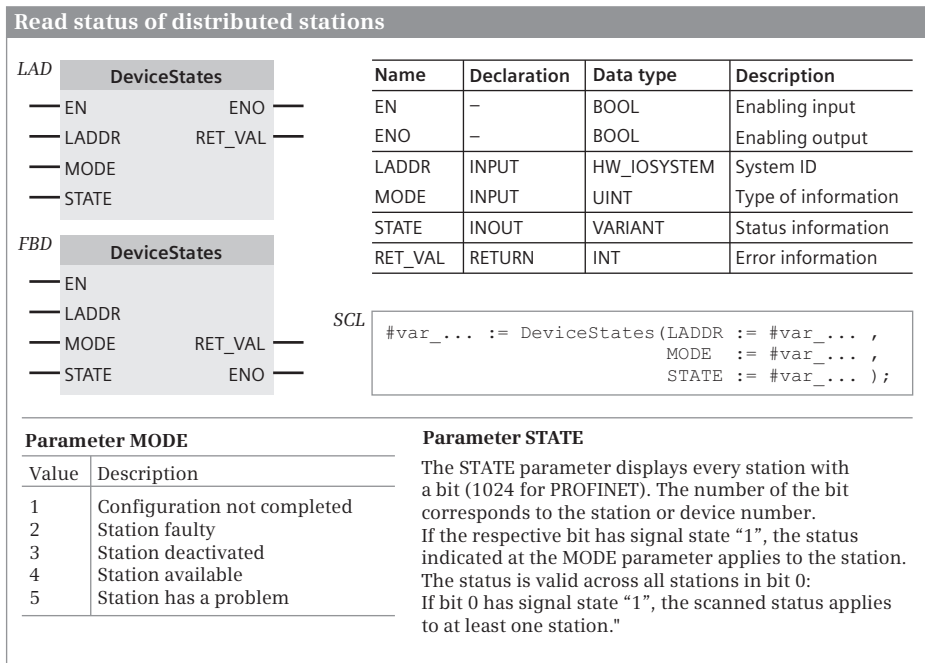 Read status of distributed stations
LAD
DeviceStates
EN ENO
LADDR RET_VAL
MODE
STATE
FBD
DeviceStates
EN
LADDR
MODE RET_VAL
STATE ENO
Name Declaration Data type Description
EN – BOOL Enabling input
ENO – BOOL Enabling output
LADDR INPUT HW_IOSYSTEM System ID
MODE INPUT UINT Type of information
STATE INOUT VARIANT Status information
RET_VAL RETURN INT Error information
SCL
#var_... := DeviceStates(LADDR := #var_... ,
MODE := #var_... ,
STATE := #var_... );
Parameter MODE
Value Description
1 Configuration not completed
2 Station faulty
3 Station deactivated
4 Station available
5 Station has a problem
Parameter STATE
The STATE parameter displays every station with
a bit (1024 for PROFINET). The number of the bit
corresponds to the station or device number.
If the respective bit has signal state “1”, the status
indicated at the MODE parameter applies to the station.
The status is valid across all stations in bit 0:
If bit 0 has signal state “1”, the scanned status applies
to at least one station."